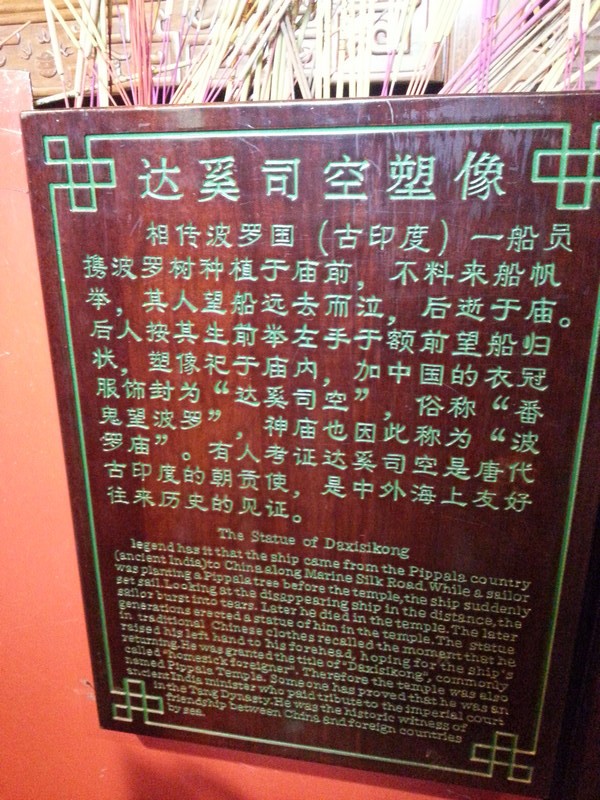 达奚司空塑像
相传波罗国（古印度）一船员
携波罗树种植于庙前，不料来船帆
举，其人望船远去而泣，后逝于庙。
后人按其生前举左手于额前望船归
状，塑像祀于庙内，加中国的衣冠
服饰封为“达奚司空”，俗称“番
鬼望波罗”，神庙也因此称为“波
罗庙”。有人考证达奚司空是唐代
古印度的朝贡使，是中外海上友好
往来历史的见证。
The Statue of Daxisikong
legend has it that the ship came from the Pippala country
(ancient india)to China along Marine Silk Road. While a sailor
was planting a Pippala tree before the temple, the ship suddenly
set sail. Looking at the disappearing ship in the distance, the
sailor burst into tears. Later he died in the temple. The later
generations erected a statue of him in the temple. The statue
in traditional Chinese clothes recalled the moment that he
raised his left hand to his forehead, hoping for the ship's
returning. He was granted the title of "Daxisikong", commonly
called "homesick foreigner". Therefore the temple was also
named Pippala Temple. Some one has proved that he was an
ancient India minister who paid tribute to the imperial court
in the Tang Dynasty. He was the historic witness of
friendship between China and foreign countries
by sea.